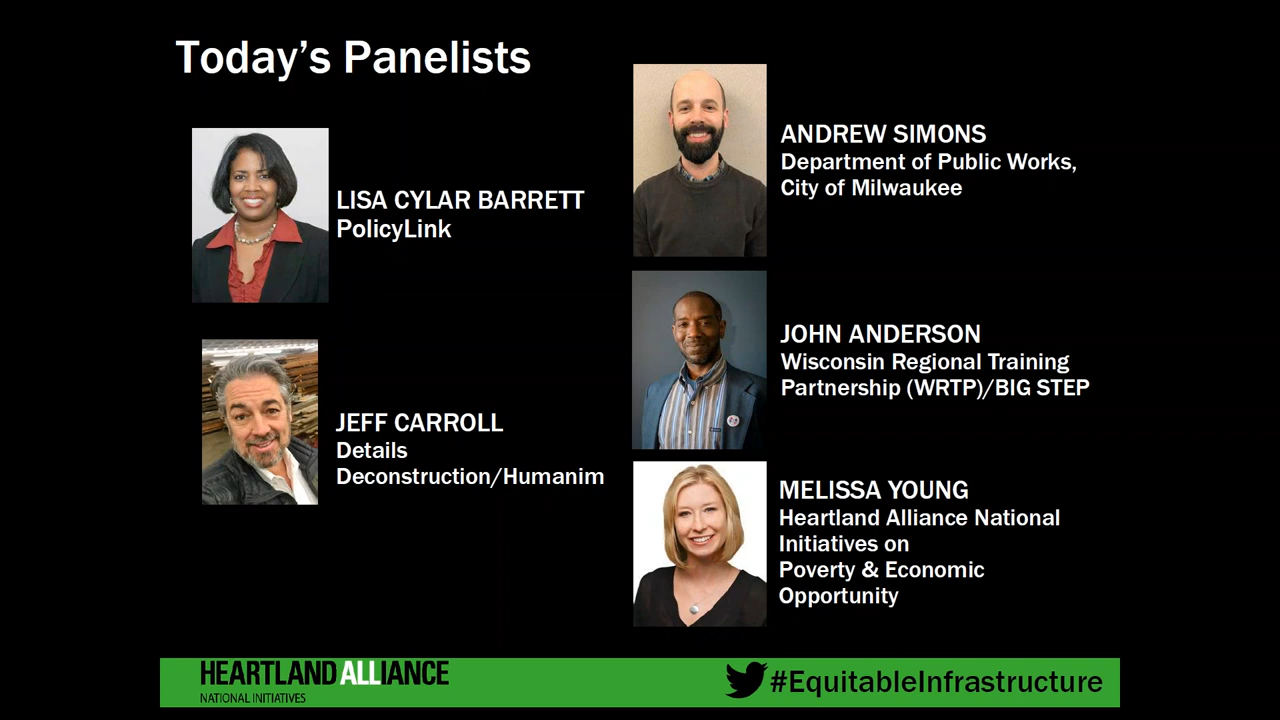 Today's Panelists
LISA CYLAR BARRETT
PolicyLink
JEFF CARROLL
Details
Deconstruction/Humanim
ANDREW SIMONS
Department of Public Works,
City of Milwaukee
JOHN ANDERSON
Wisconsin Regional Training
Partnership (WRTP)/BIG STEP
MELISSA YOUNG
Heartland Alliance National
Initiatives on
Poverty & Economic
Opportunity
HEARTLAND ALLIANCE
NATIONAL INITIATIVES
#EquitableInfrastructure